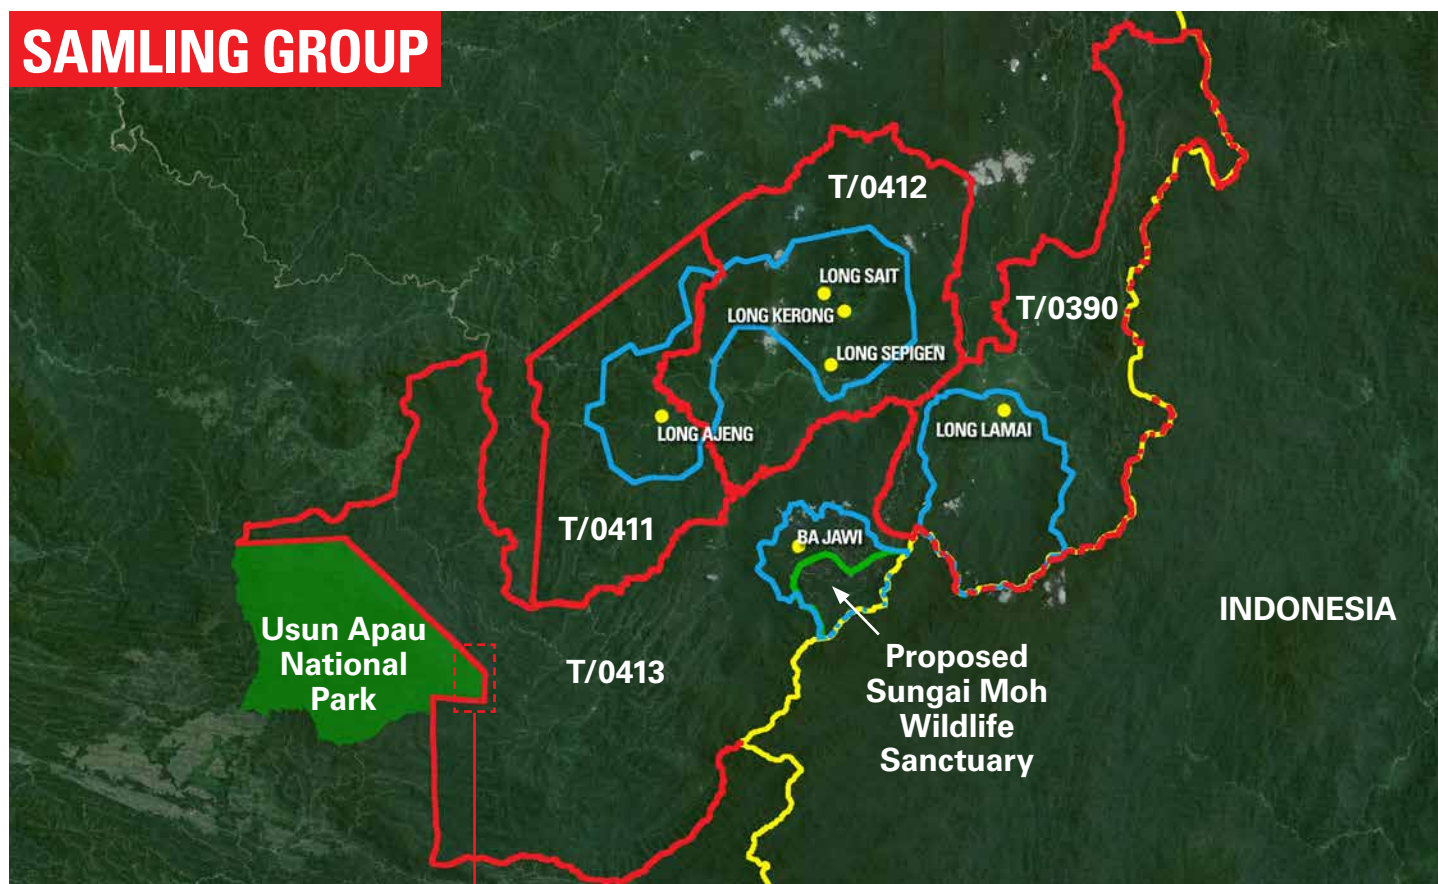 SAMLING GROUP
T/0412
LONG SAIT
T/0390
LONG KERONG
LONG SEPIGEN
LONG AJENG
LONG LAMAI
T/0411
BA JAWI
INDONESIA
Usun Apau
National
Park
T/0413
Proposed
Sungai Moh
Wildlife
Sanctuary